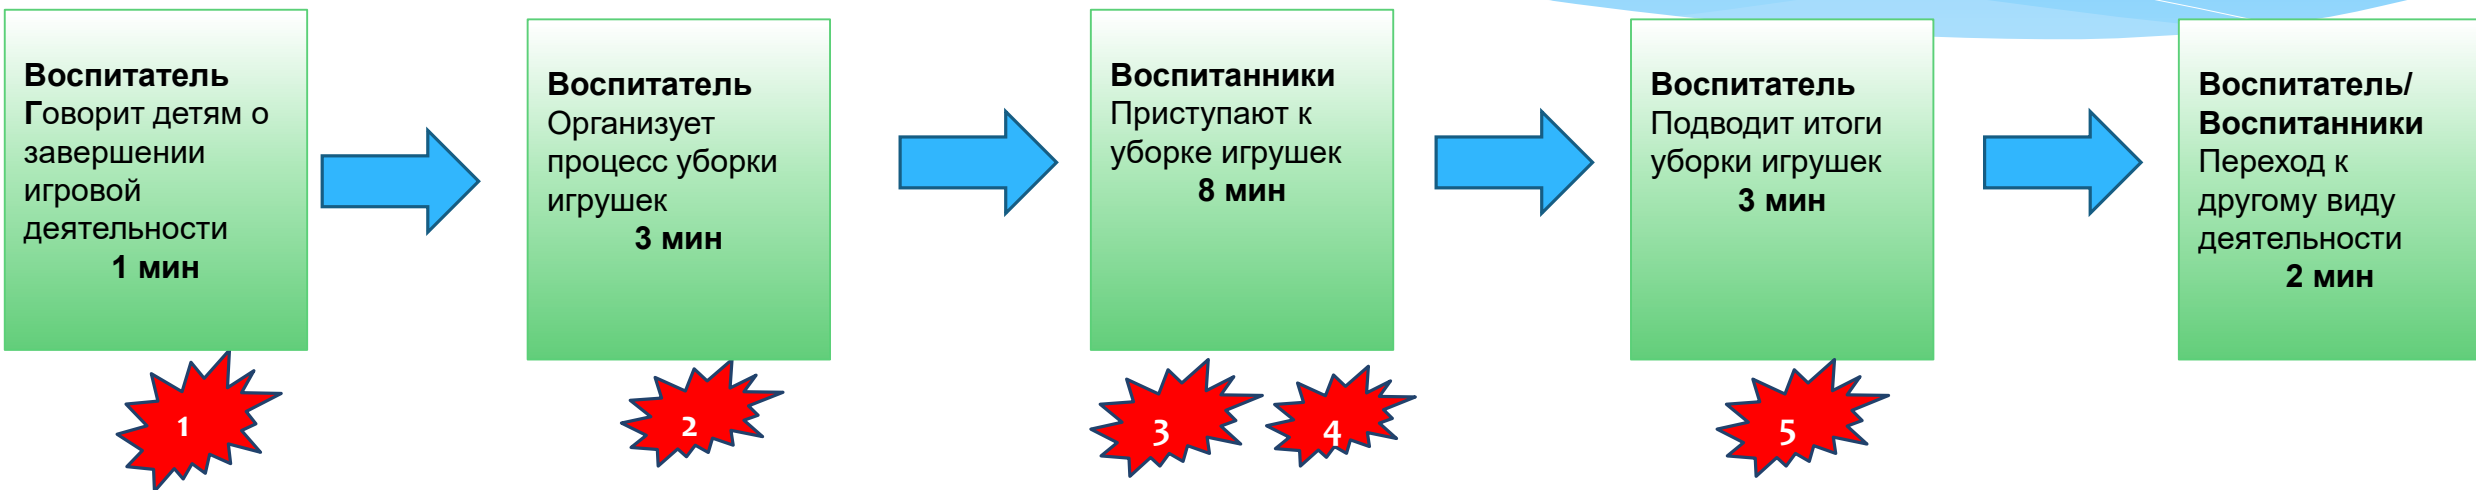 Воспитатель
Говорит детям о
завершении
игровой
деятельности
1 мин
Воспитатель
Организует
процесс уборки
игрушек
3 мин
Воспитанники
Приступают к
уборке игрушек
8 мин
Воспитатель
Подводит итоги
уборки игрушек
3 мин
Воспитатель/
Воспитанники
Переход к
другому виду
деятельности
2 мин
1
2
3
4
5